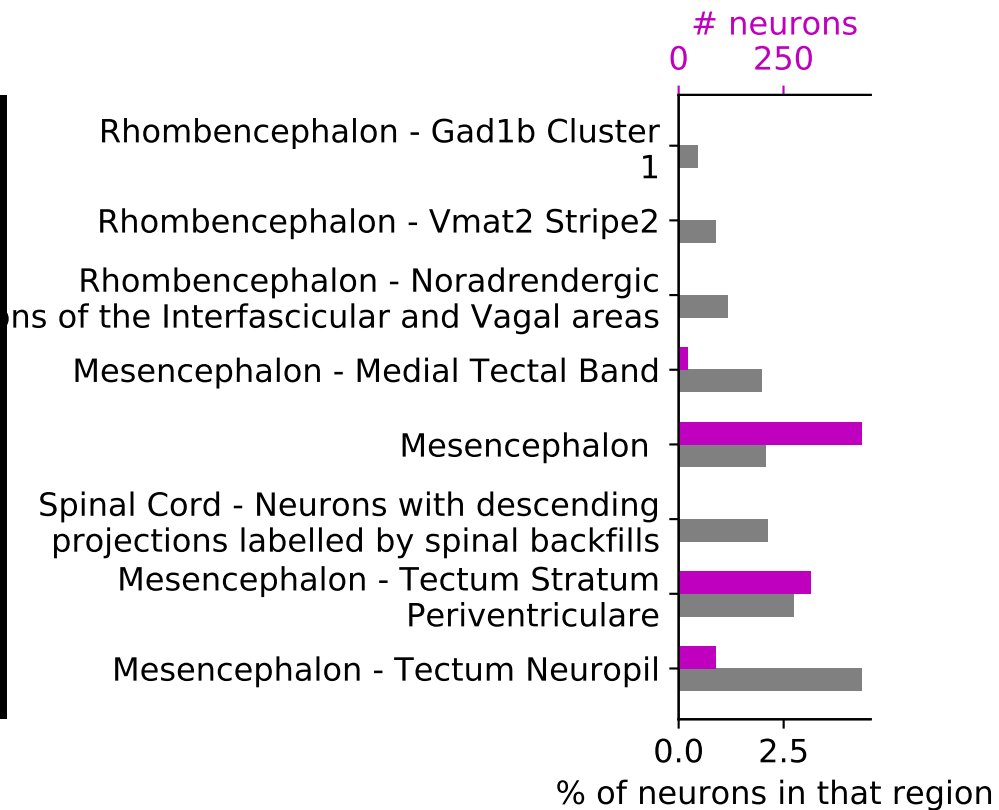 # neurons
0 250
Rhombencephalon - Gad1b Cluster
1
Rhombencephalon - Vmat2 Stripe2
Rhombencephalon - Noradrendergic
of the Interfascicular and Vagal areas
Mesencephalon - Medial Tectal Band
Mesencephalon
Spinal Cord - Neurons with descending
projections labelled by spinal backfills
Mesencephalon - Tectum Stratum
Periventriculare
Mesencephalon - Tectum Neuropil
0.0 2.5
% of neurons in that region